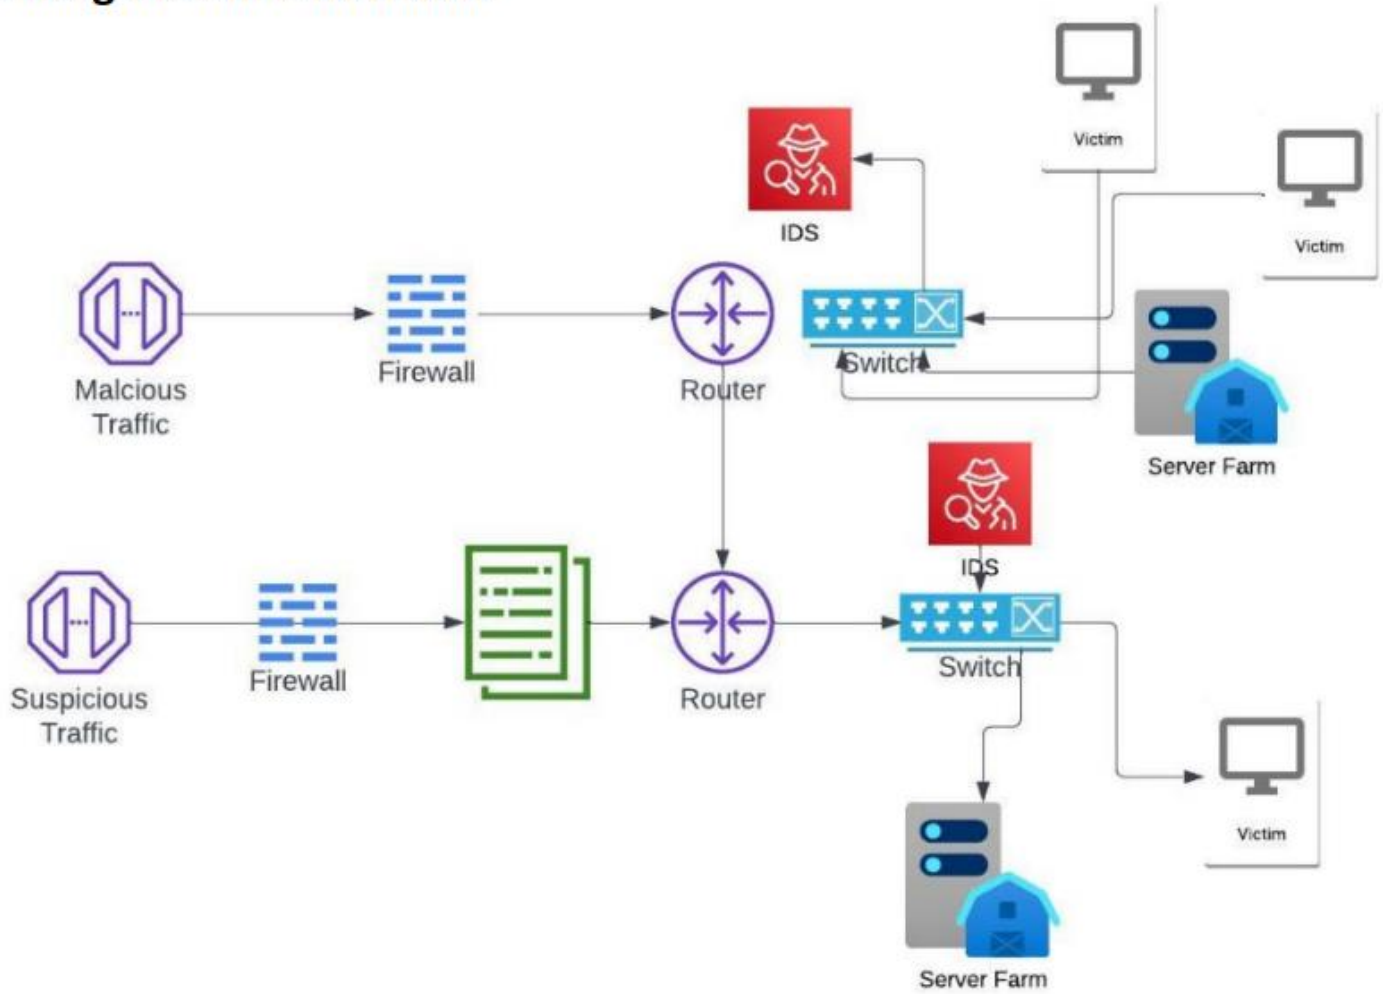 Victim
Victim
IDS
Malcious
Traffic
Firewall
Router
Switch
Server Farm
IDS
Suspicious
Traffic
Firewall
Router
Switch
Victim
Server Farm